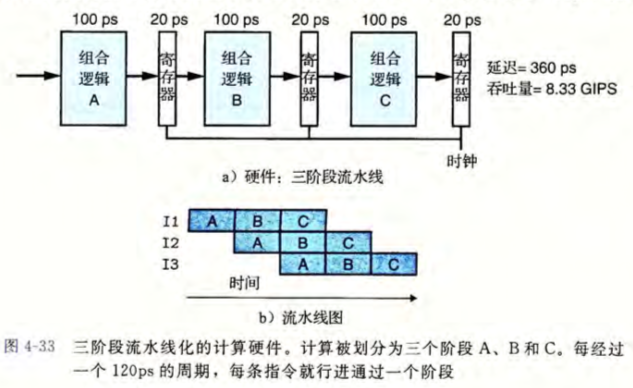 100 ps 20 ps 100 ps 20 ps 100 ps 20 ps
组合逻辑 A
寄存器
组合逻辑 B
寄存器
组合逻辑 C
寄存器
延迟= 360 ps
吞吐量= 8.33 GIPS
时钟
a）硬件：三阶段流水线
I1 A B C
I2 A B C
I3 A B C
时间
b）流水线图
图 4-33 三阶段流水线化的计算硬件。计算被划分为三个阶段 A、B 和 C。每经过
一个 120ps 的周期，每条指令就行进通过一个阶段